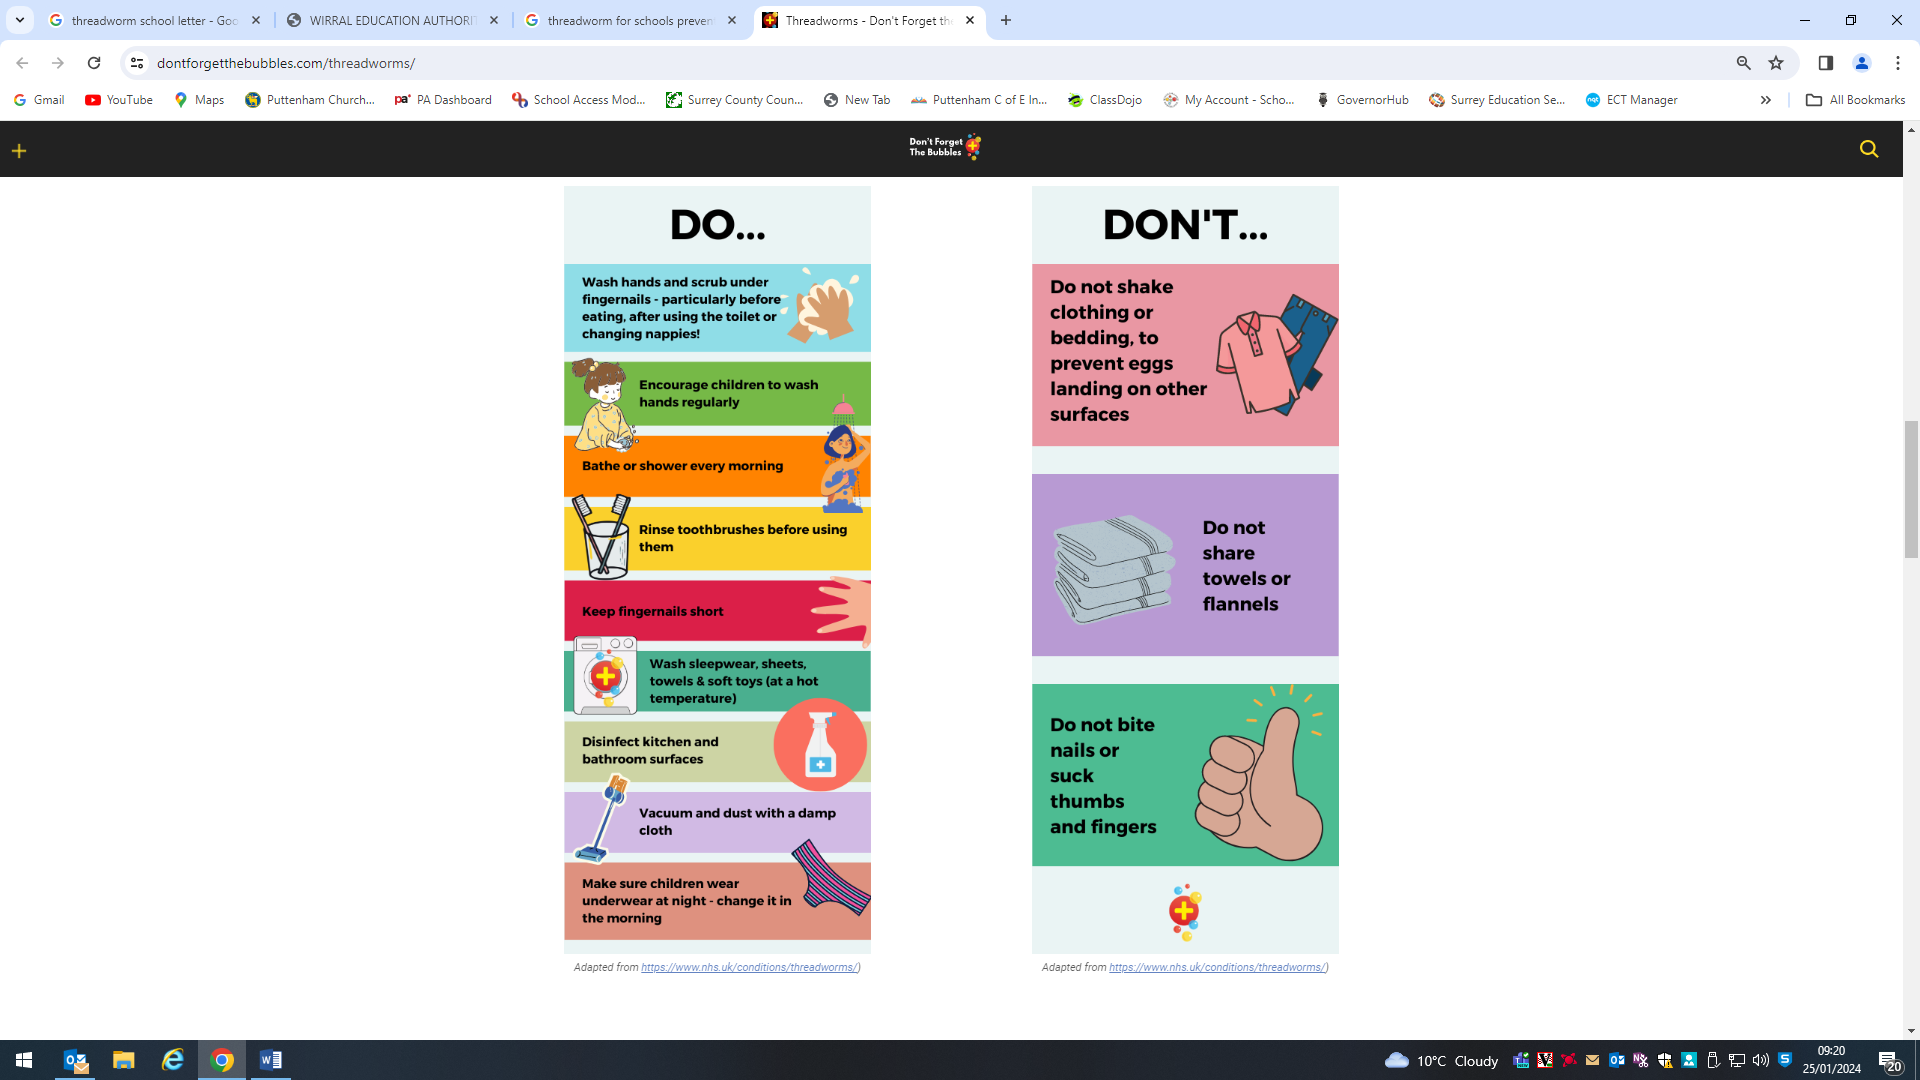 threadworm school letter - Goo
WIRRAL EDUCATION AUTHORIT
threadworm for schools preven
Threadworms - Don't Forget the
dontforgetthebubbles.com/threadworms/
Gmail
YouTube
Maps
Puttenham Church...
PA Dashboard
School Access Mod...
Surrey County Coun...
New Tab
Puttenham C of E In...
ClassDojo
My Account - Scho...
GovernorHub
Surrey Education Se...
ECT Manager
All Bookmarks
Don't Forget
The Bubbles
DO...
Wash hands and scrub under
fingernails - particularly before
eating, after using the toilet or
changing nappies!
Encourage children to wash
hands regularly
Bathe or shower every morning
Rinse toothbrushes before using
them
Keep fingernails short
Wash sleepwear, sheets,
towels & soft toys (at a hot
temperature)
Disinfect kitchen and
bathroom surfaces
Vacuum and dust with a damp
cloth
Make sure children wear
underwear at night - change it in
the morning
Adapted from https://www.nhs.uk/conditions/threadworms/)
DON'T...
Do not shake
clothing or
bedding, to
prevent eggs
landing on other
surfaces
Do not
share
towels or
flannels
Do not bite
nails or
suck
thumbs
and fingers
Adapted from https://www.nhs.uk/conditions/threadworms/)
10°C Cloudy
09:20
25/01/2024
20